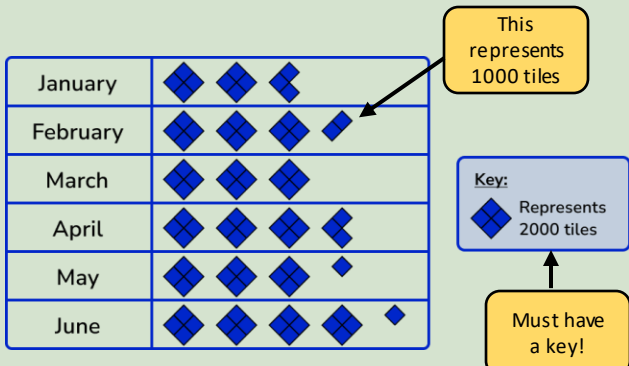 This
represents
1000 tiles
January
February
March
April
May
June
Key:
Represents
2000 tiles
Must have
a key!